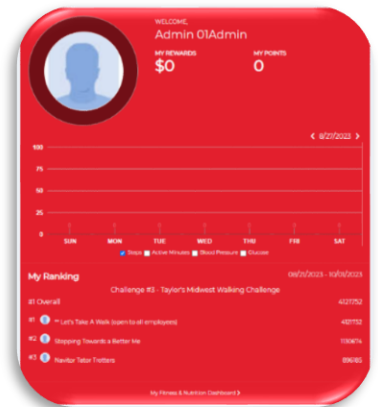 WELCOME,
Admin 01Admin
MY REWARDS MY POINTS
$0 0
< 8/27/2023 >
100
75
50
25
0
SUN MON TUE WED THU FRI SAT
Steps Active Minutes Blood Pressure Glucose
My Ranking
Challenge #3 - Taylor's Midwest Walking Challenge
#1 Overall
#1 ** Let's Take A Walk (open to all employees)
#2 Stepping Towards a Better Me
#3 Navitor Tator Trotters
My Fitness & Nutrition Dashboard >